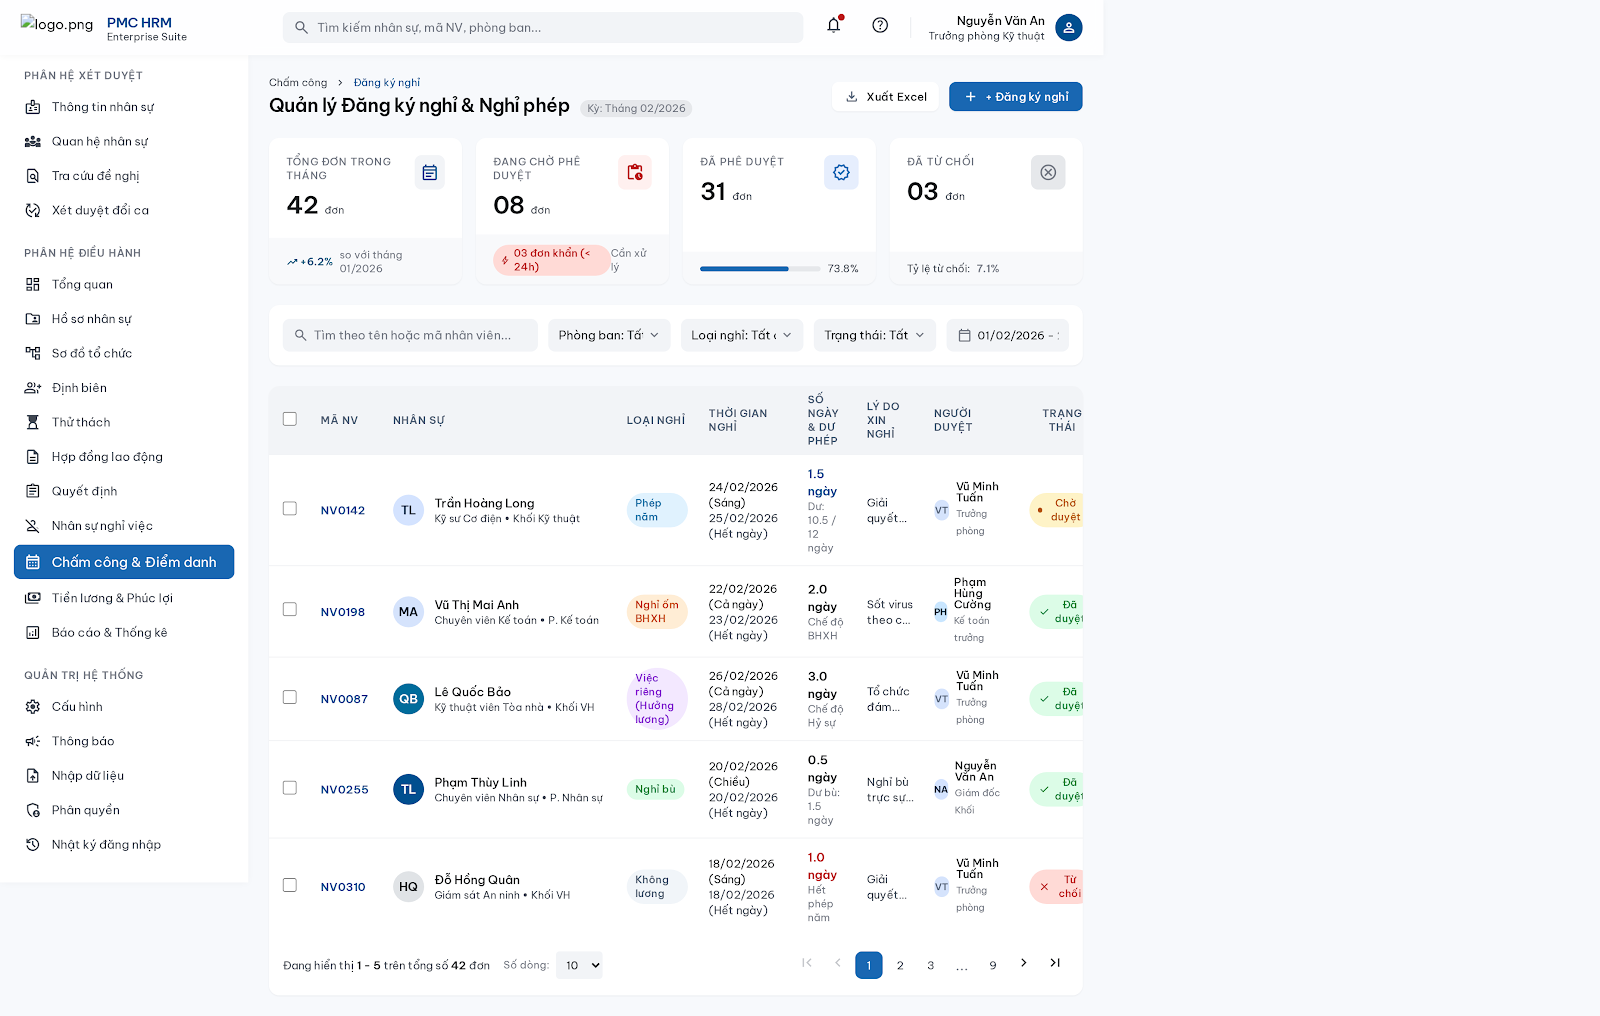 logo.png
PMC HRM
Enterprise Suite
Tìm kiếm nhân sự, mã NV, phòng ban...
Nguyễn Văn An
Trưởng phòng Kỹ thuật
PHÂN HỆ XÉT DUYỆT
Thông tin nhân sự
Quan hệ nhân sự
Tra cứu đề nghị
Xét duyệt đổi ca
PHÂN HỆ ĐIỀU HÀNH
Tổng quan
Hồ sơ nhân sự
Sơ đồ tổ chức
Định biên
Thử thách
Hợp đồng lao động
Quyết định
Nhân sự nghỉ việc
Chấm công & Điểm danh
Tiền lương & Phúc lợi
Báo cáo & Thống kê
QUẢN TRỊ HỆ THỐNG
Cấu hình
Thông báo
Nhập dữ liệu
Phân quyền
Nhật ký đăng nhập
Chấm công > Đăng ký nghỉ
Quản lý Đăng ký nghỉ & Nghỉ phép
Kỳ: Tháng 02/2026
Xuất Excel
+ Đăng ký nghỉ
TỔNG ĐƠN TRONG
THÁNG
42 đơn
+6.2%
so với tháng
01/2026
ĐANG CHỜ PHÊ
DUYỆT
08 đơn
03 đơn khẩn (<
24h)
Cần xử
lý
ĐÃ PHÊ DUYỆT
31 đơn
73.8%
ĐÃ TỪ CHỐI
03 đơn
Tỷ lệ từ chối: 7.1%
Tìm theo tên hoặc mã nhân viên...
Phòng ban: Tất
Loại nghỉ: Tất c
Trạng thái: Tất
01/02/2026 -
MÃ NV
NHÂN SỰ
LOẠI NGHỈ
THỜI GIAN
NGHỈ
SỐ
NGÀY
& DƯ
PHÉP
LÝ DO
XIN
NGHỈ
NGƯỜI
DUYỆT
TRẠNG
THÁI
NV0142
TL
Trần Hoàng Long
Kỹ sư Cơ điện • Khối Kỹ thuật
Phép
năm
24/02/2026
(Sáng)
25/02/2026
(Hết ngày)
1.5
ngày
Dư:
10.5 /
12
ngày
Giải
quyết...
VT
Vũ Minh
Tuấn
Trưởng
phòng
Chờ
duyệt
NV0198
MA
Vũ Thị Mai Anh
Chuyên viên Kế toán • P. Kế toán
Nghỉ ốm
BHXH
22/02/2026
(Cả ngày)
23/02/2026
(Hết ngày)
2.0
ngày
Chế độ
BHXH
Sốt virus
theo c...
PH
Phạm
Hùng
Cường
Kế toán
trưởng
Đã
duyệt
NV0087
QB
Lê Quốc Bảo
Kỹ thuật viên Tòa nhà • Khối VH
Việc
riêng
(Hưởng
lương)
26/02/2026
(Cả ngày)
28/02/2026
(Hết ngày)
3.0
ngày
Chế độ
Hỷ sự
Tổ chức
đám...
VT
Vũ Minh
Tuấn
Trưởng
phòng
Đã
duyệt
NV0255
TL
Phạm Thùy Linh
Chuyên viên Nhân sự • P. Nhân sự
Nghỉ bù
20/02/2026
(Chiều)
20/02/2026
(Hết ngày)
0.5
ngày
Dư bù:
1.5
ngày
Nghỉ bù
trực sự...
NA
Nguyễn
Văn An
Giám đốc
Khối
Đã
duyệt
NV0310
HQ
Đỗ Hồng Quân
Giám sát An ninh • Khối VH
Không
lương
18/02/2026
(Sáng)
18/02/2026
(Hết ngày)
1.0
ngày
Hết
phép
năm
Giải
quyết...
VT
Vũ Minh
Tuấn
Trưởng
phòng
Từ
chối
Đang hiển thị 1 - 5 trên tổng số 42 đơn
Số dòng:
10
1 2 3 ... 9